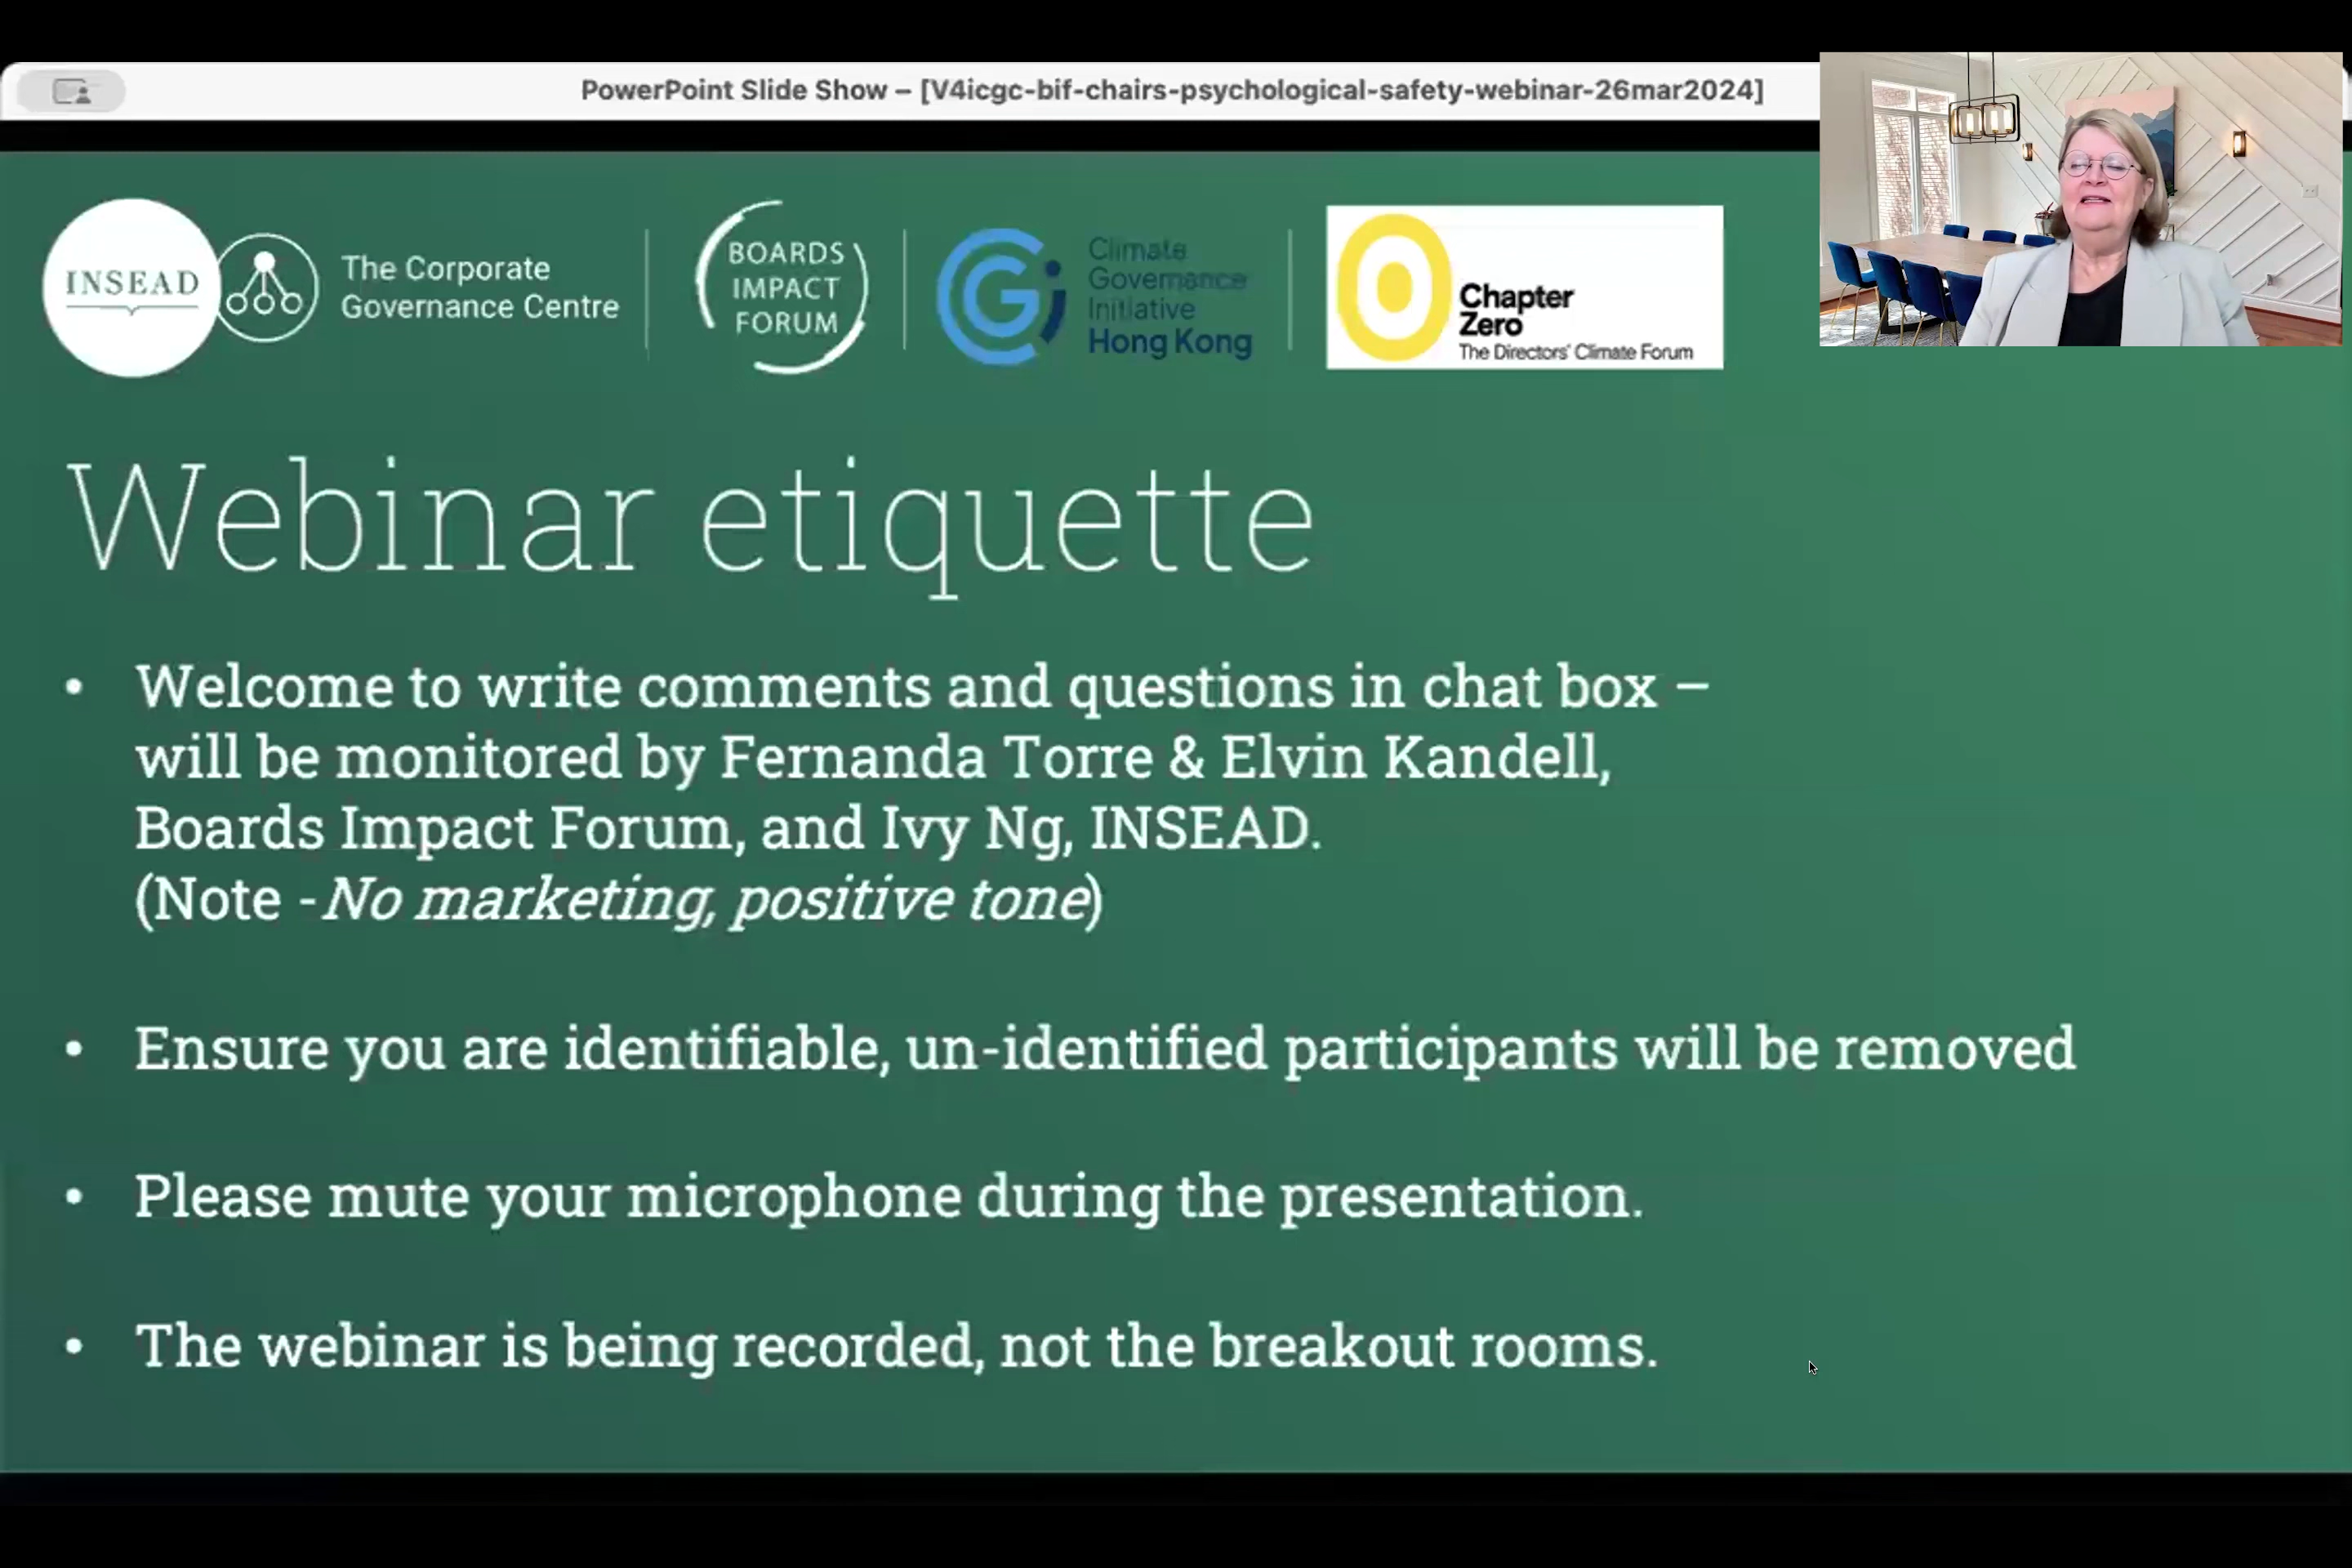 PowerPoint Slide Show – [V4icgc-bif-chairs-psychological-safety-webinar-26mar2024]
INSEAD
The Corporate
Governance Centre
BOARDS
IMPACT
FORUM
Climate
Governance
Initiative
Hong Kong
Chapter
Zero
The Directors' Climate Forum
Webinar etiquette
• Welcome to write comments and questions in chat box –
will be monitored by Fernanda Torre & Elvin Kandell,
Boards Impact Forum, and Ivy Ng, INSEAD.
(Note -No marketing, positive tone)
• Ensure you are identifiable, un-identified participants will be removed
• Please mute your microphone during the presentation.
• The webinar is being recorded, not the breakout rooms.